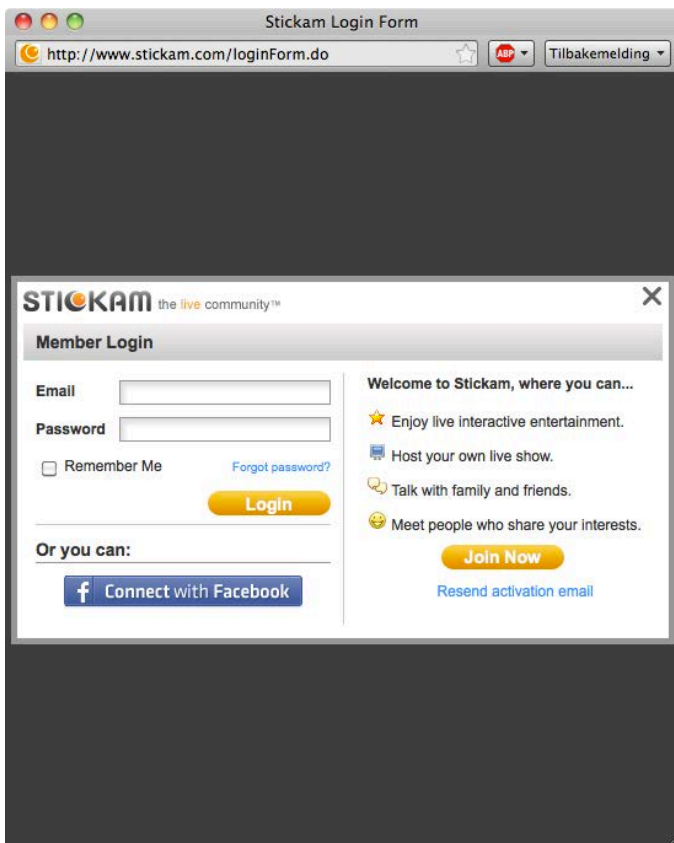 Stickam Login Form
http://www.stickam.com/loginForm.do
ABP
Tilbakemelding
STICKAM the live community™
Member Login
Email
Password
Remember Me
Forgot password?
Login
Or you can:
f Connect with Facebook
Welcome to Stickam, where you can...
Enjoy live interactive entertainment.
Host your own live show.
Talk with family and friends.
Meet people who share your interests.
Join Now
Resend activation email